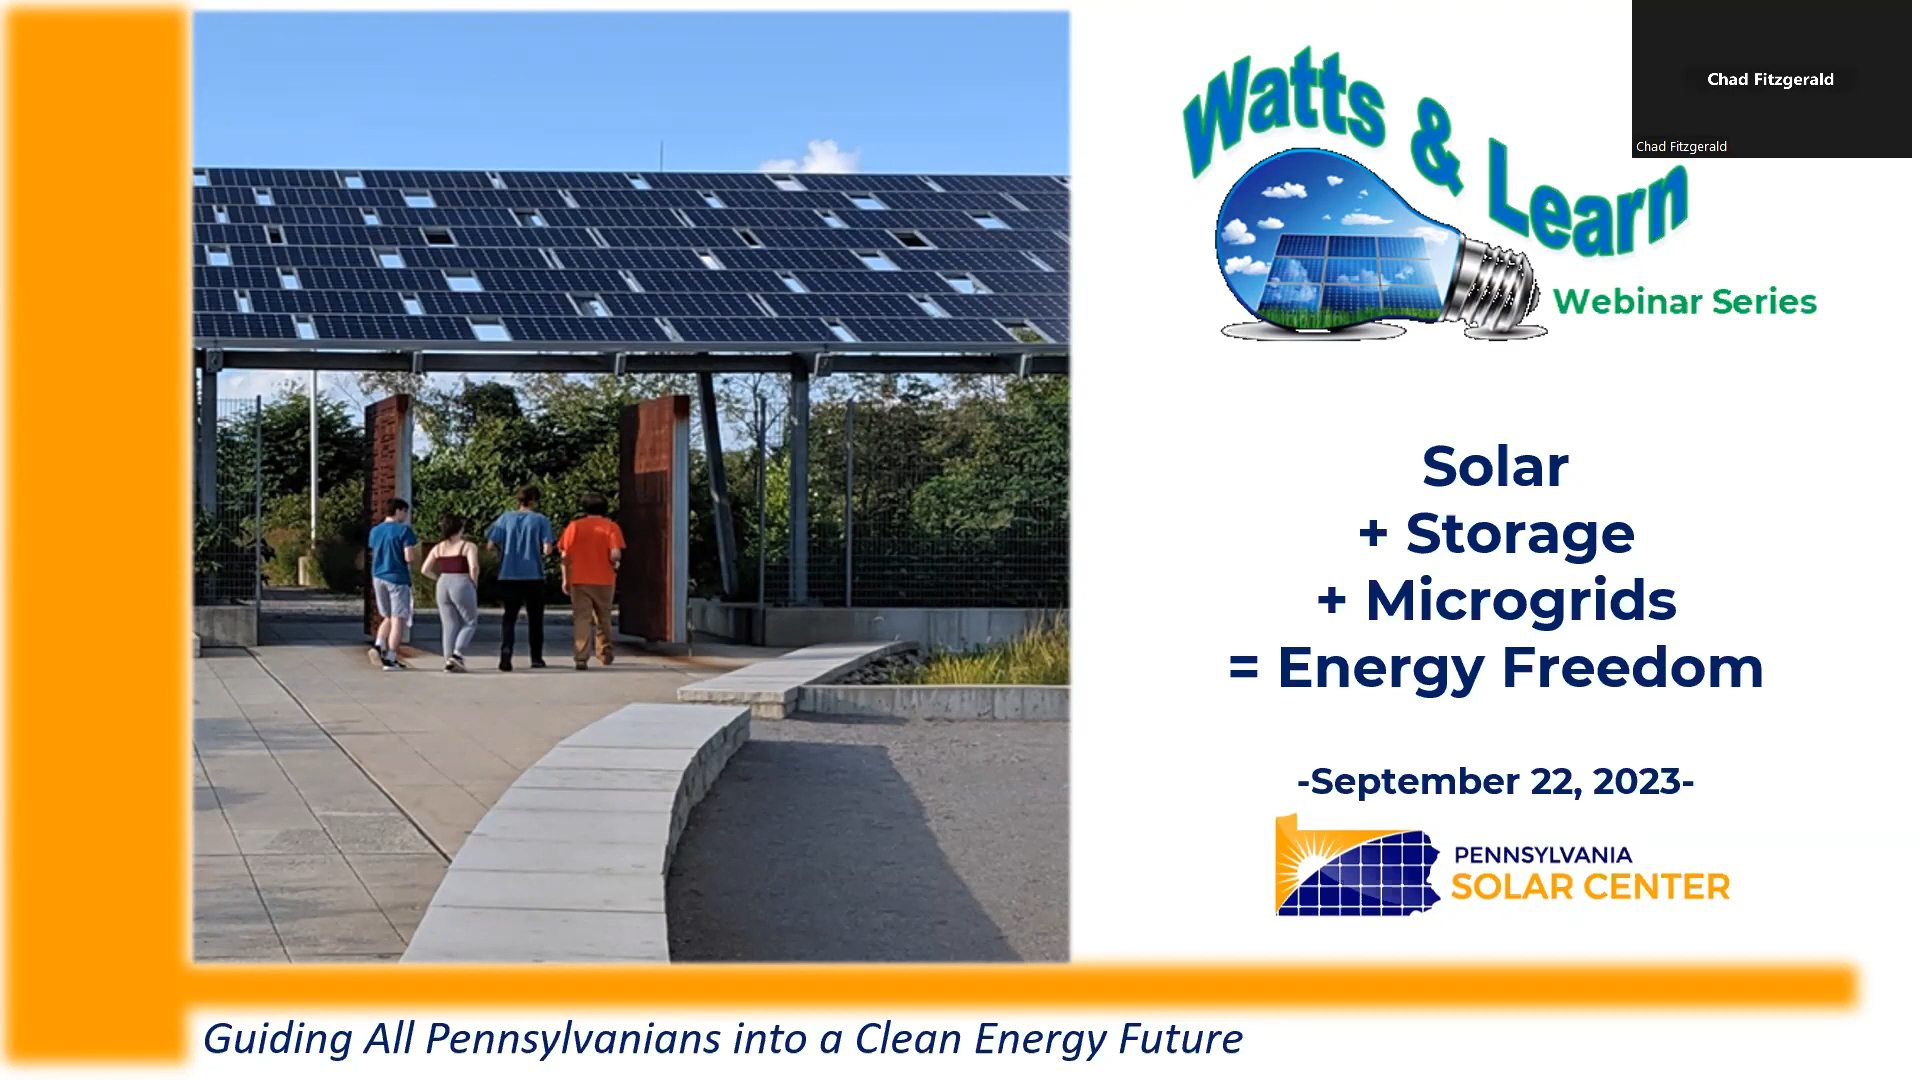 Watts & Learn
Webinar Series
Chad Fitzgerald
Chad Fitzgerald
Solar
+ Storage
+ Microgrids
= Energy Freedom
-September 22, 2023-
PENNSYLVANIA
SOLAR CENTER
Guiding All Pennsylvanians into a Clean Energy Future